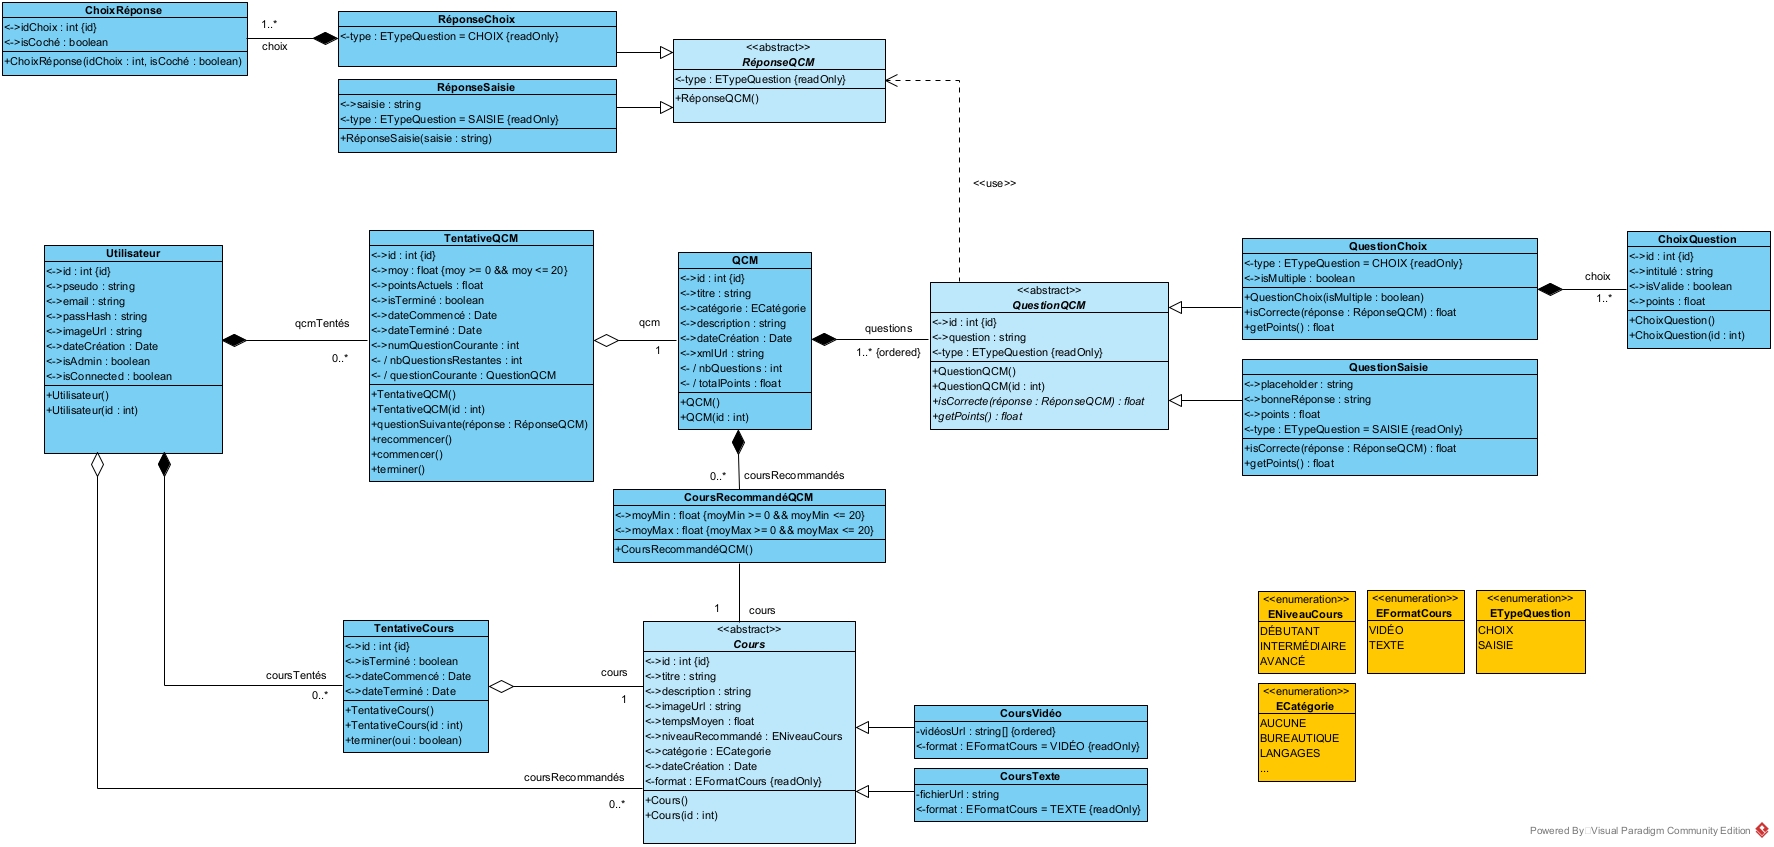 ChoixRéponse
<->idChoix : int {id}
<->isCoché : boolean
+ChoixRéponse(idChoix : int, isCoché : boolean)
1..*
choix
RéponseChoix
<-type : ETypeQuestion = CHOIX {readOnly}
RéponseSaisie
<->saisie : string
<-type : ETypeQuestion = SAISIE {readOnly}
+RéponseSaisie(saisie : string)
<<abstract>>
RéponseQCM
<-type : ETypeQuestion {readOnly}
+RéponseQCM()
<<use>>
Utilisateur
<->id : int {id}
<->pseudo : string
<->email : string
<->passHash : string
<->imageUrl : string
<->dateCréation : Date
<->isAdmin : boolean
<->isConnected : boolean
+Utilisateur()
+Utilisateur(id : int)
qcmTentés
0..*
TentativeQCM
<->id : int {id}
<->moy : float {moy >= 0 && moy <= 20}
<->pointsActuels : float
<->isTerminé : boolean
<->dateCommencé : Date
<->dateTerminé : Date
<->numQuestionCourante : int
<- / nbQuestionsRestantes : int
<- / questionCourante : QuestionQCM
+TentativeQCM()
+TentativeQCM(id : int)
+questionSuivante(réponse : RéponseQCM)
+recommencer()
+commencer()
+terminer()
qcm
1
QCM
<->id : int {id}
<->titre : string
<->catégorie : ECatégorie
<->description : string
<->dateCréation : Date
<->xmlUrl : string
<- / nbQuestions : int
<- / totalPoints : float
+QCM()
+QCM(id : int)
questions
1..* {ordered}
<<abstract>>
QuestionQCM
<->id : int {id}
<->question : string
<-type : ETypeQuestion {readOnly}
+QuestionQCM()
+QuestionQCM(id : int)
+isCorrecte(réponse : RéponseQCM) : float
+getPoints() : float
QuestionChoix
<-type : ETypeQuestion = CHOIX {readOnly}
<->isMultiple : boolean
+QuestionChoix(isMultiple : boolean)
+isCorrecte(réponse : RéponseQCM) : float
+getPoints() : float
choix
1..*
ChoixQuestion
<->id : int {id}
<->intitulé : string
<->isValide : boolean
<->points : float
+ChoixQuestion()
+ChoixQuestion(id : int)
QuestionSaisie
<->placeholder : string
<->bonneRéponse : string
<->points : float
<-type : ETypeQuestion = SAISIE {readOnly}
+isCorrecte(réponse : RéponseQCM) : float
+getPoints() : float
0..*
coursRecommandés
CoursRecommandéQCM
<->moyMin : float {moyMin >= 0 && moyMin <= 20}
<->moyMax : float {moyMax >= 0 && moyMax <= 20}
+CoursRecommandéQCM()
1
cours
TentativeCours
<->id : int {id}
<->isTerminé : boolean
<->dateCommencé : Date
<->dateTerminé : Date
+TentativeCours()
+TentativeCours(id : int)
+terminer(oui : boolean)
coursTentés
0..*
cours
1
coursRecommandés
0..*
<<abstract>>
Cours
<->id : int {id}
<->titre : string
<->description : string
<->imageUrl : string
<->tempsMoyen : float
<->niveauRecommandé : ENiveauCours
<->catégorie : ECategorie
<->dateCréation : Date
<-format : EFormatCours {readOnly}
+Cours()
+Cours(id : int)
CoursVidéo
-vidéosUrl : string[] {ordered}
<-format : EFormatCours = VIDÉO {readOnly}
CoursTexte
-fichierUrl : string
<-format : EFormatCours = TEXTE {readOnly}
<<enumeration>>
ENiveauCours
DÉBUTANT
INTERMÉDIAIRE
AVANCÉ
<<enumeration>>
EFormatCours
VIDÉO
TEXTE
<<enumeration>>
ETypeQuestion
CHOIX
SAISIE
<<enumeration>>
ECatégorie
AUCUNE
BUREAUTIQUE
LANGAGES
...
Powered By Visual Paradigm Community Edition